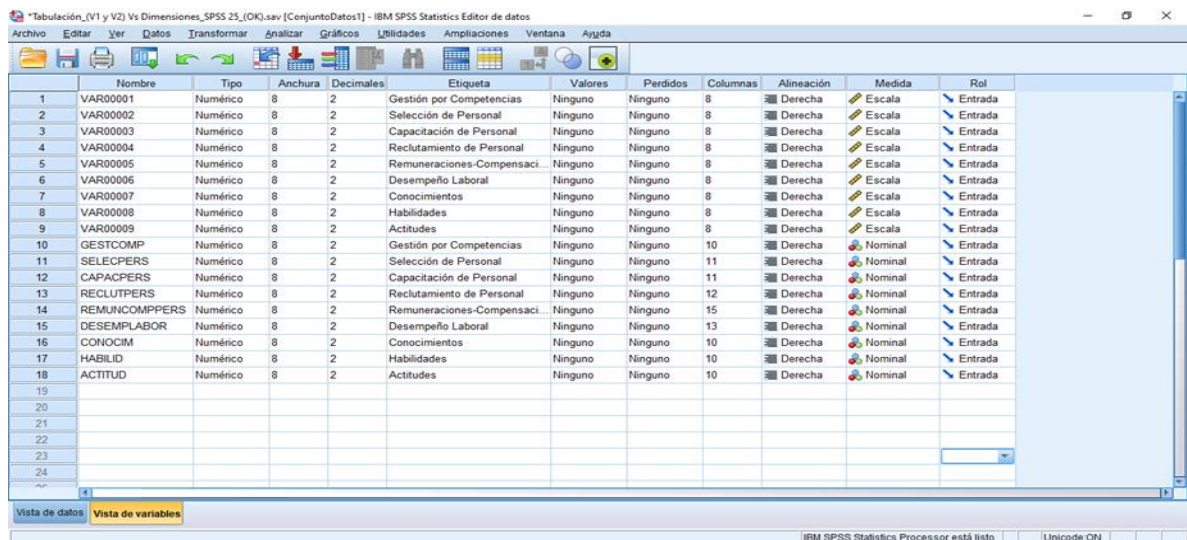 *Tabulación_(V1 y V2) Vs Dimensiones_SPSS 25_(OK).sav [ConjuntoDatos1] - IBM SPSS Statistics Editor de datos
Archivo Editar Ver Datos Transformar Analizar Gráficos Utilidades Ampliaciones Ventana Ayuda
Nombre Tipo Anchura Decimales Etiqueta Valores Perdidos Columnas Alineación Medida Rol
1 VAR00001 Numérico 8 2 Gestión por Competencias Ninguno Ninguno 8 Derecha Escala Entrada
2 VAR00002 Numérico 8 2 Selección de Personal Ninguno Ninguno 8 Derecha Escala Entrada
3 VAR00003 Numérico 8 2 Capacitación de Personal Ninguno Ninguno 8 Derecha Escala Entrada
4 VAR00004 Numérico 8 2 Reclutamiento de Personal Ninguno Ninguno 8 Derecha Escala Entrada
5 VAR00005 Numérico 8 2 Remuneraciones-Compensaci... Ninguno Ninguno 8 Derecha Escala Entrada
6 VAR00006 Numérico 8 2 Desempeño Laboral Ninguno Ninguno 8 Derecha Escala Entrada
7 VAR00007 Numérico 8 2 Conocimientos Ninguno Ninguno 8 Derecha Escala Entrada
8 VAR00008 Numérico 8 2 Habilidades Ninguno Ninguno 8 Derecha Escala Entrada
9 VAR00009 Numérico 8 2 Actitudes Ninguno Ninguno 8 Derecha Escala Entrada
10 GESTCOMP Numérico 8 2 Gestión por Competencias Ninguno Ninguno 10 Derecha Nominal Entrada
11 SELECPERS Numérico 8 2 Selección de Personal Ninguno Ninguno 11 Derecha Nominal Entrada
12 CAPACPERS Numérico 8 2 Capacitación de Personal Ninguno Ninguno 11 Derecha Nominal Entrada
13 RECLUTPERS Numérico 8 2 Reclutamiento de Personal Ninguno Ninguno 12 Derecha Nominal Entrada
14 REMUNCOMPPERS Numérico 8 2 Remuneraciones-Compensaci... Ninguno Ninguno 15 Derecha Nominal Entrada
15 DESEMPLABOR Numérico 8 2 Desempeño Laboral Ninguno Ninguno 13 Derecha Nominal Entrada
16 CONOCIM Numérico 8 2 Conocimientos Ninguno Ninguno 10 Derecha Nominal Entrada
17 HABILID Numérico 8 2 Habilidades Ninguno Ninguno 10 Derecha Nominal Entrada
18 ACTITUD Numérico 8 2 Actitudes Ninguno Ninguno 10 Derecha Nominal Entrada
19
20
21
22
23
24
Vista de datos Vista de variables
IBM SPSS Statistics Processor está listo Unicode:ON